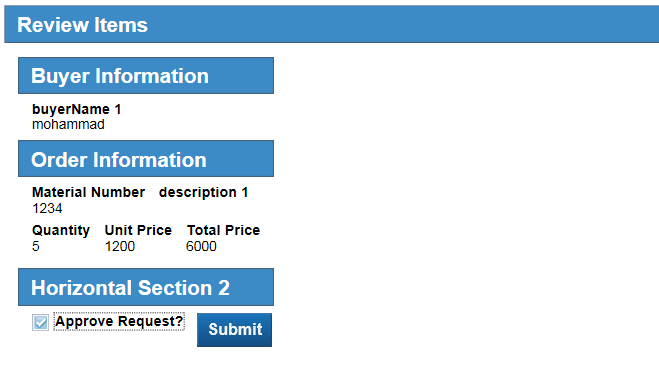 Review Items
Buyer Information
buyerName 1
mohammad
Order Information
Material Number description 1
1234
Quantity Unit Price Total Price
5 1200 6000
Horizontal Section 2
Approve Request? Submit